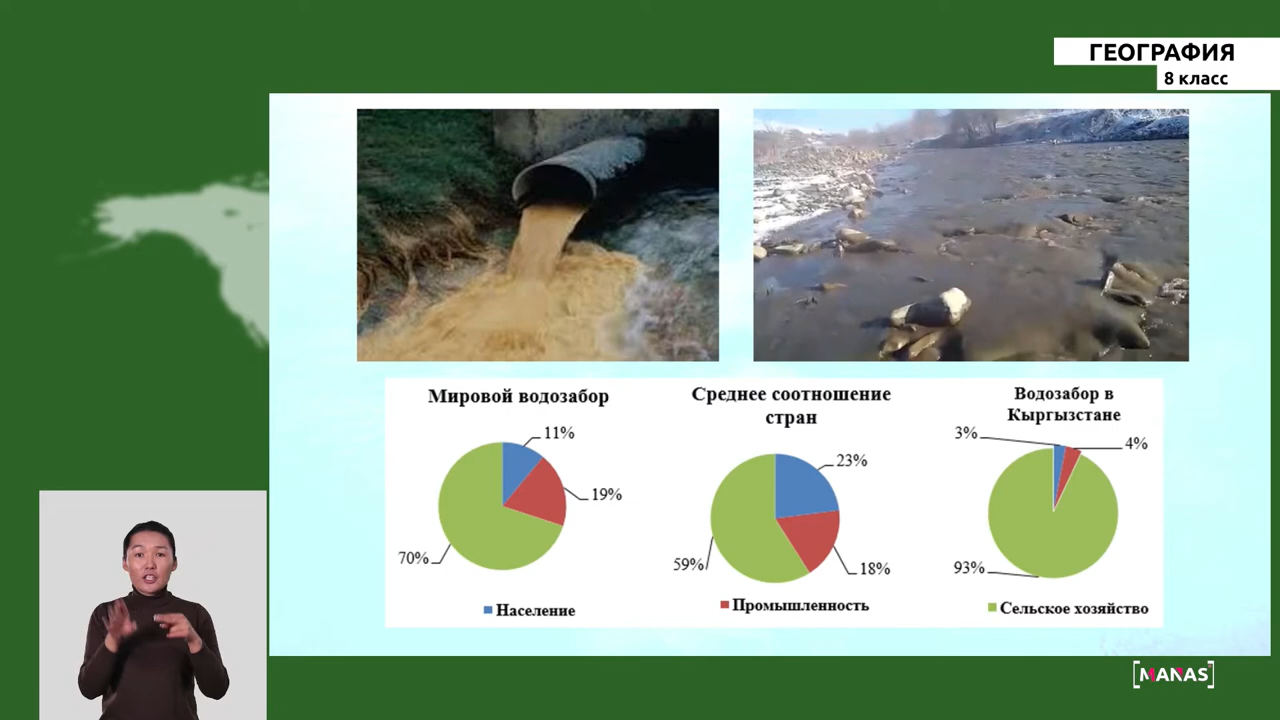 ГЕОГРАФИЯ
8 класс
Мировой водозабор
11%
19%
70%
Среднее соотношение
стран
23%
59%
18%
Водозабор в
Кыргызстане
3%
4%
93%
Население
Промышленность
Сельское хозяйство
[MANAS]